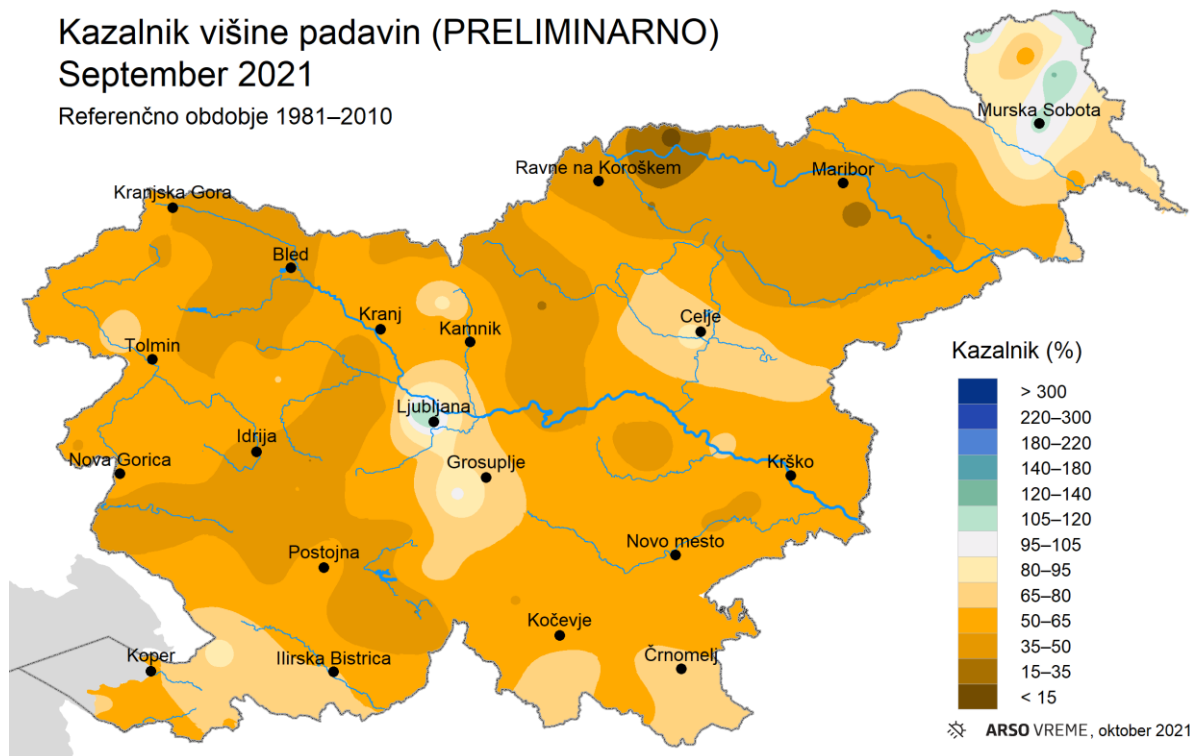 Kazalnik višine padavin (PRELIMINARNO)
September 2021
Referenčno obdobje 1981–2010
Murska Sobota
Ravne na Koroškem
Maribor
Kranjska Gora
Bled
Kranj
Kamnik
Celje
Tolmin
Ljubljana
Idrija
Nova Gorica
Grosuplje
Krško
Postojna
Novo mesto
Kočevje
Koper
Ilirska Bistrica
Črnomelj
Kazalnik (%)
> 300
220–300
180–220
140–180
120–140
105–120
95–105
80–95
65–80
50–65
35–50
15–35
< 15
ARSO VREME, oktober 2021